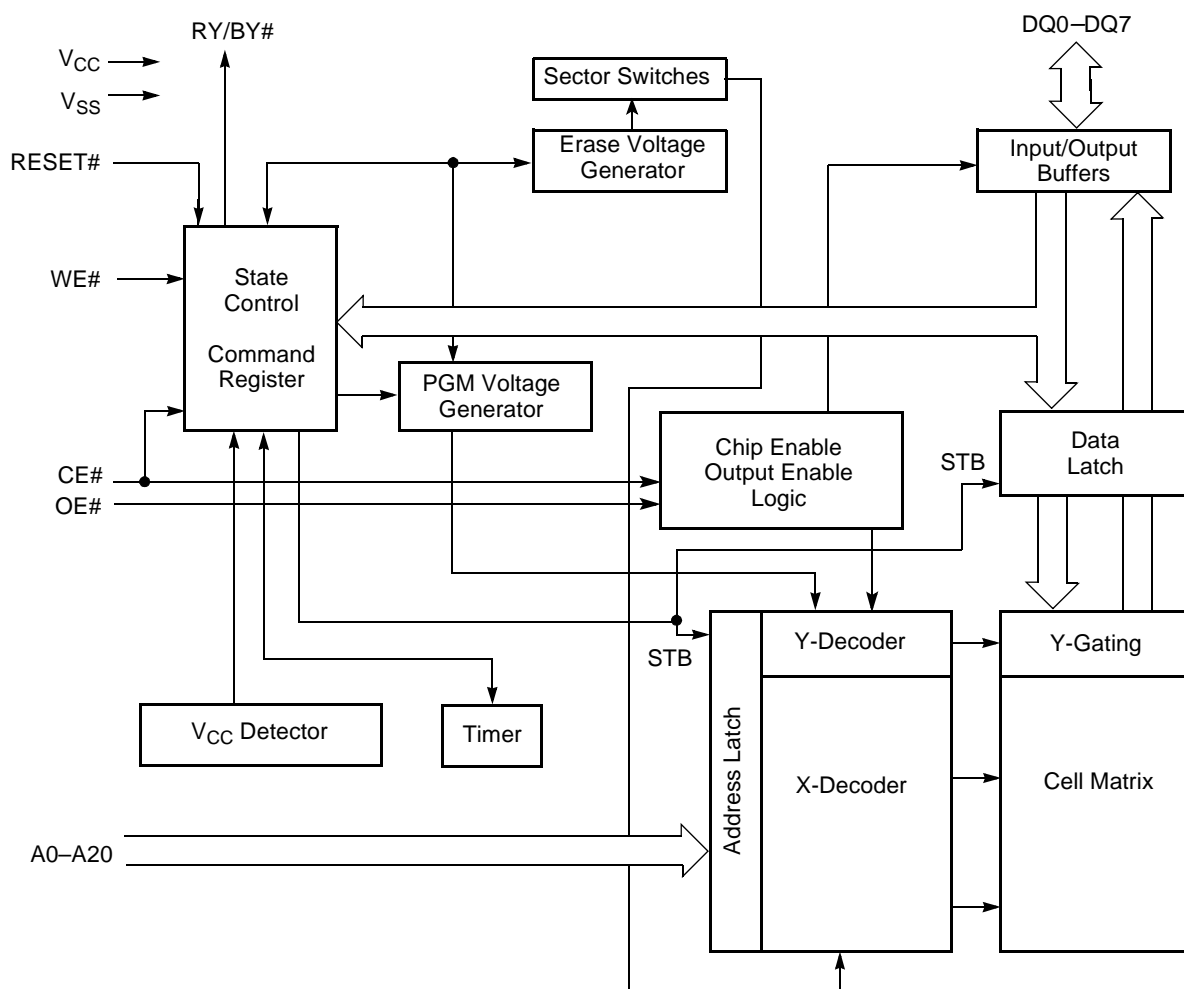 RY/BY#
DQ0–DQ7
VCC
VSS
Sector Switches
RESET#
Erase Voltage
Generator
Input/Output
Buffers
WE#
State
Control
Command
Register
PGM Voltage
Generator
Chip Enable
Output Enable
Logic
STB
Data
Latch
CE#
OE#
STB
Y-Decoder
Y-Gating
VCC Detector
Timer
Address Latch
X-Decoder
Cell Matrix
A0–A20